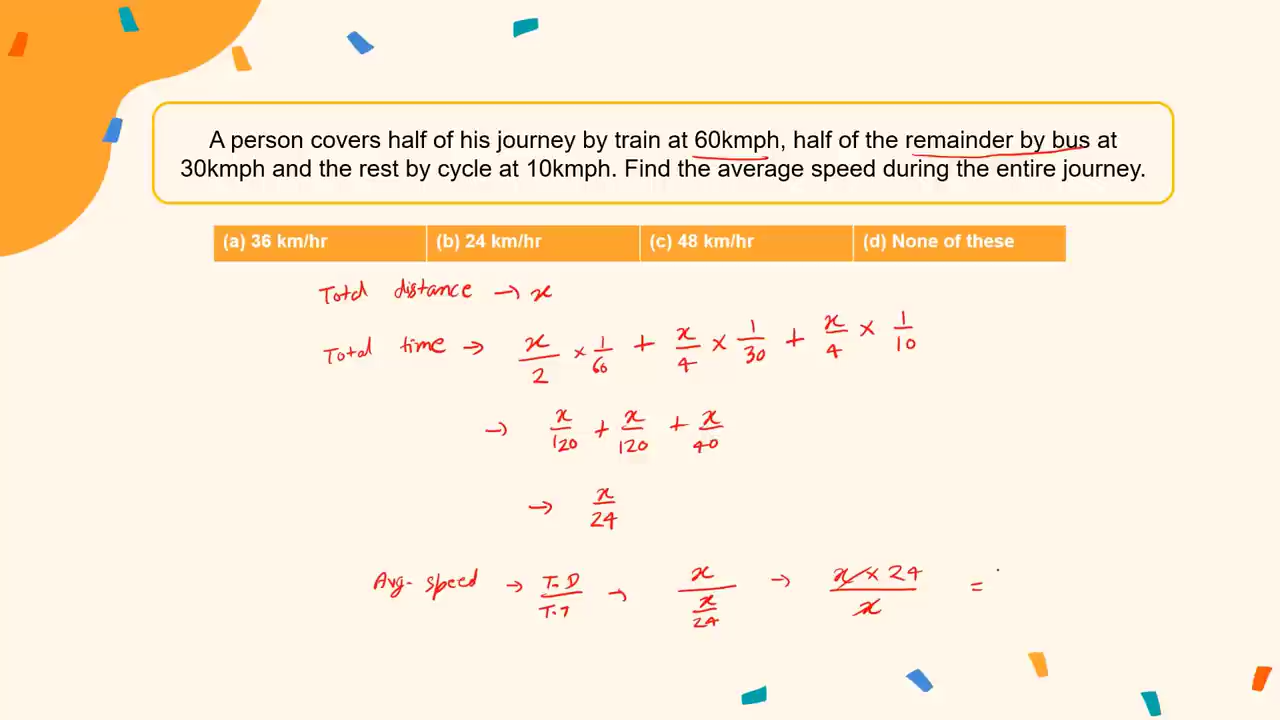 A person covers half of his journey by train at 60kmph, half of the remainder by bus at
30kmph and the rest by cycle at 10kmph. Find the average speed during the entire journey.
(a) 36 km/hr (b) 24 km/hr (c) 48 km/hr (d) None of these
Total distance → x
Total time → x/2 × 1/60 + x/4 × 1/30 + x/4 × 1/10
→ x/120 + x/120 + x/40
→ x/24
Avg. speed → T.D/T.T → x/(x/24) → x × 24/x =